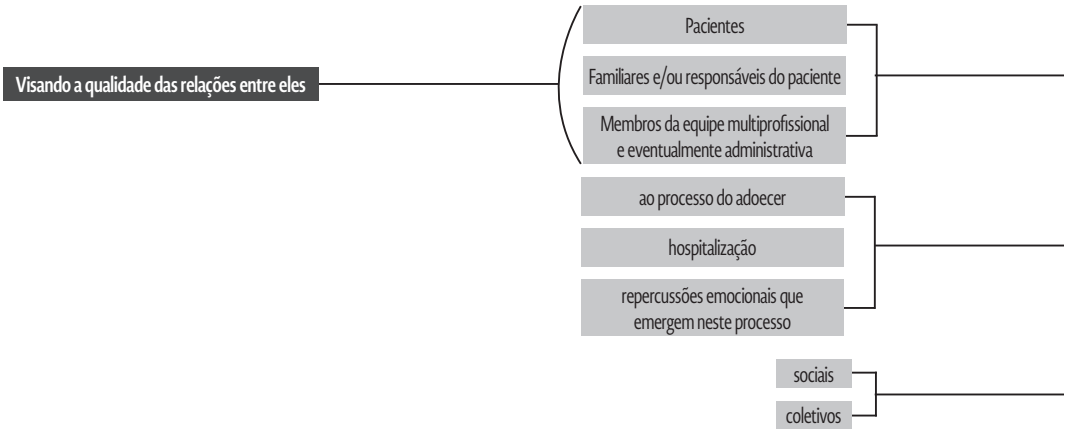 Visando a qualidade das relações entre eles
Pacientes
Familiares e/ou responsáveis do paciente
Membros da equipe multiprofissional
e eventualmente administrativa
ao processo do adoecer
hospitalização
repercussões emocionais que
emergem neste processo
sociais
coletivos